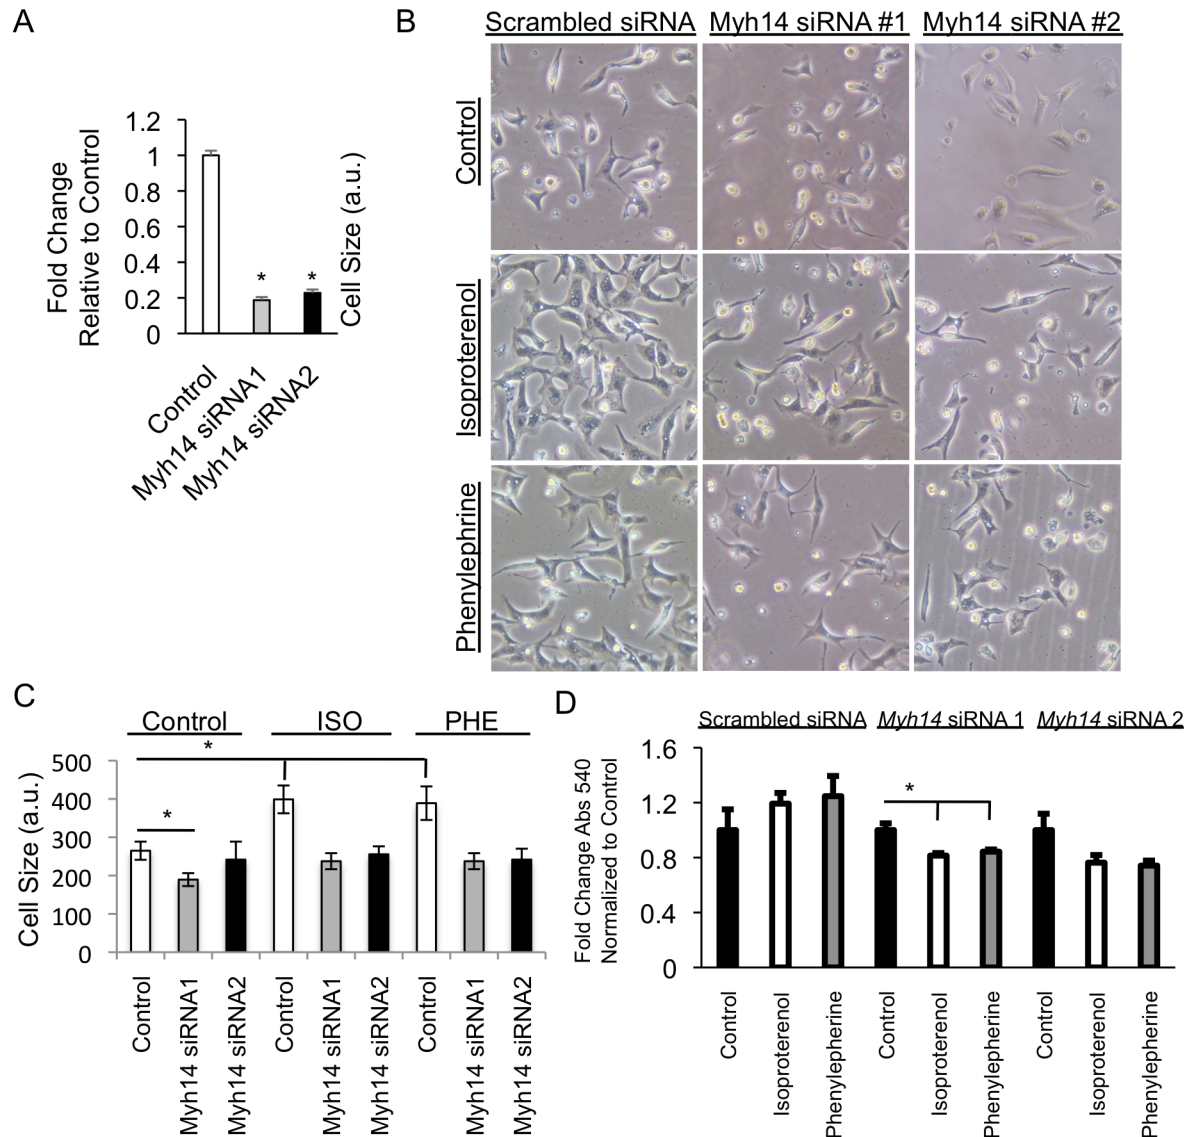 A
Fold Change
Relative to Control
1.2
1
0.8
0.6
0.4
0.2
0
*
*
Control
Myh14 siRNA1
Myh14 siRNA2
Cell Size (a.u.)
B
Scrambled siRNA
Myh14 siRNA #1
Myh14 siRNA #2
Control
Isoproterenol
Phenylephrine
C
Control
ISO
PHE
*
*
Cell Size (a.u.)
500
400
300
200
100
0
Control
Myh14 siRNA1
Myh14 siRNA2
Control
Myh14 siRNA1
Myh14 siRNA2
Control
Myh14 siRNA1
Myh14 siRNA2
D
Scrambled siRNA
Myh14 siRNA 1
Myh14 siRNA 2
Fold Change Abs 540
Normalized to Control
1.6
1.2
0.8
0.4
0
*
Control
Isoproterenol
Phenylepherine
Control
Isoproterenol
Phenylepherine
Control
Isoproterenol
Phenylepherine